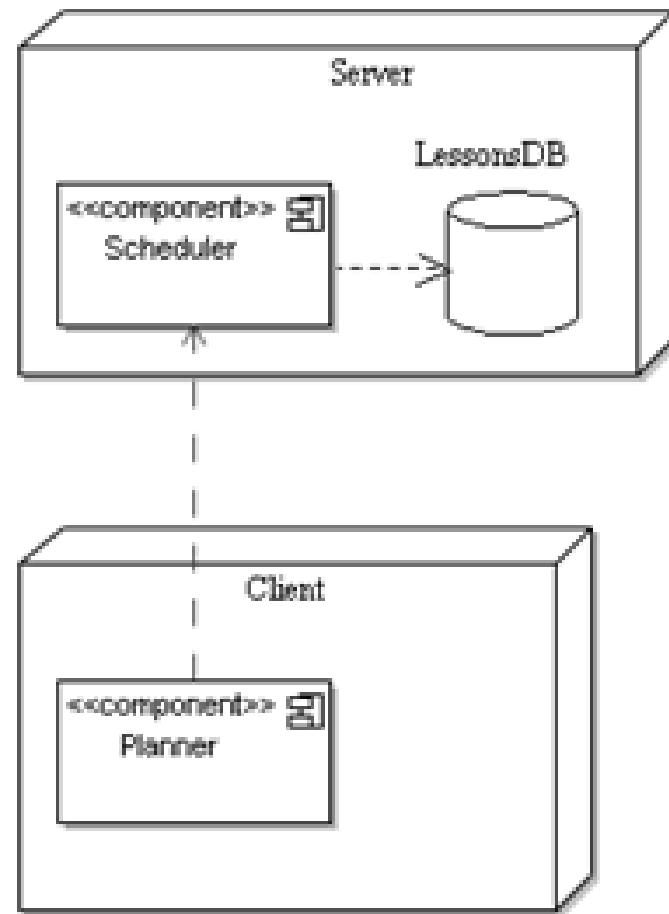 Server
LessonsDB
<<component>>
Scheduler
Client
<<component>>
Planner